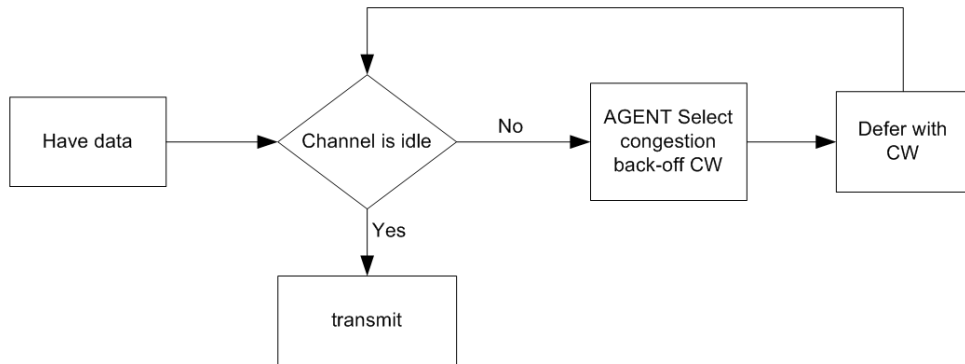 Have data
Channel is idle
No
AGENT Select
congestion
back-off CW
Defer with
CW
Yes
transmit